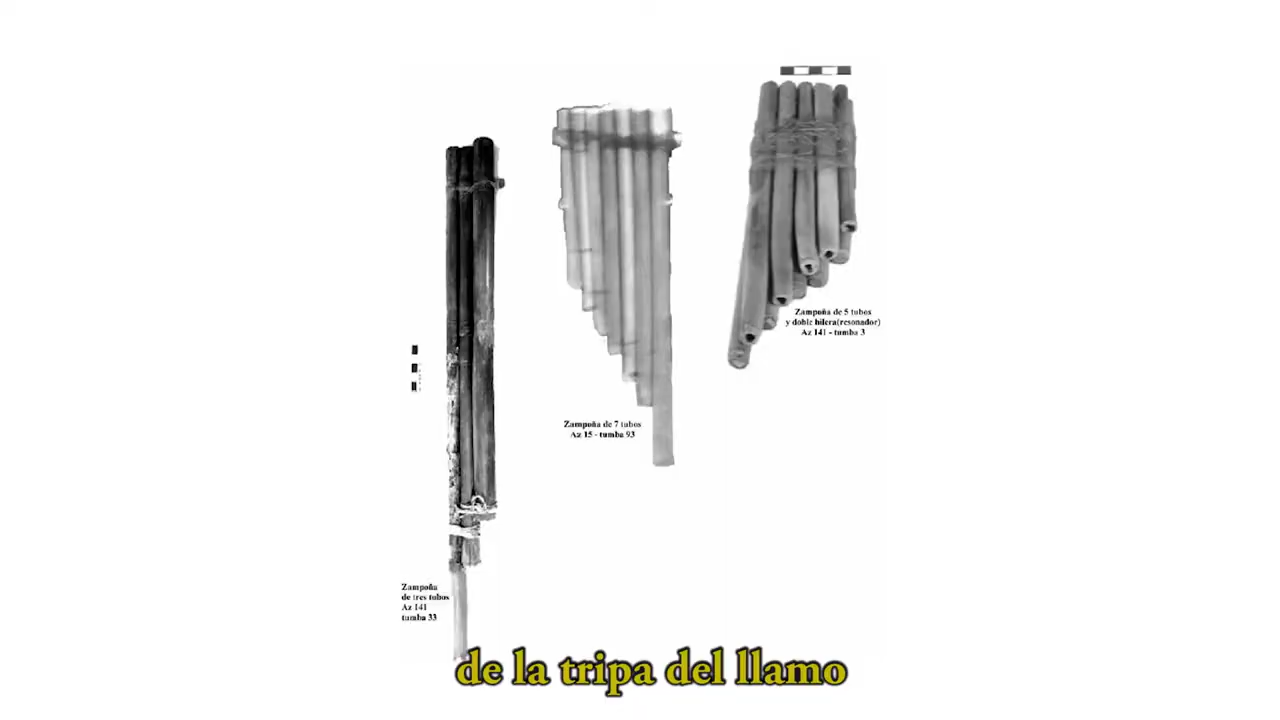 Zampoña de 5 tubos
y doble hilera(resonador)
Az 141 - tumba 3
Zampoña de 7 tubos
Az 15 - tumba 93
Zampoña
de tres tubos
Az 141
tumba 33
de la tripa del llamo